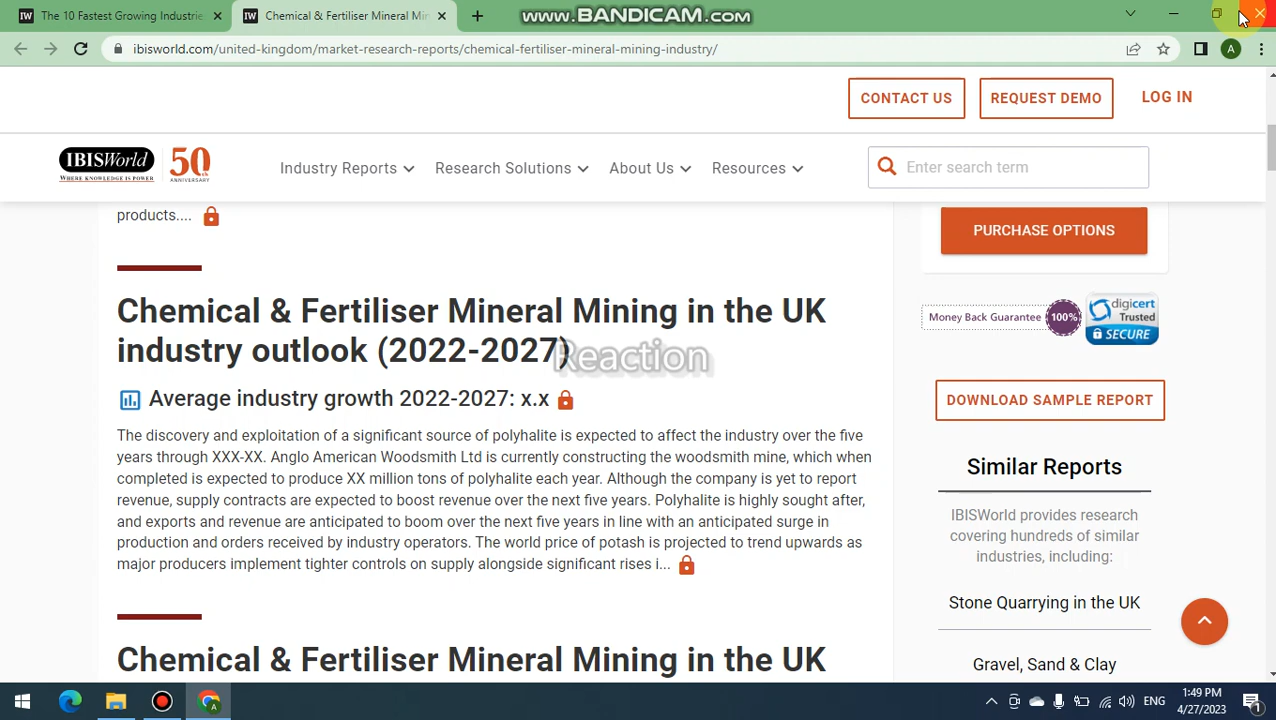 The 10 Fastest Growing Industrie
Chemical & Fertiliser Mineral Min
www.BANDICAM.com
ibisworld.com/united-kingdom/market-research-reports/chemical-fertiliser-mineral-mining-industry/
A
CONTACT US
REQUEST DEMO
LOG IN
IBISWorld
WHERE KNOWLEDGE IS POWER
50th
ANNIVERSARY
Industry Reports
Research Solutions
About Us
Resources
Enter search term
products....
Chemical & Fertiliser Mineral Mining in the UK
industry outlook (2022-2027)
Reaction
Average industry growth 2022-2027: x.x
The discovery and exploitation of a significant source of polyhalite is expected to affect the industry over the five
years through XXX-XX. Anglo American Woodsmith Ltd is currently constructing the woodsmith mine, which when
completed is expected to produce XX million tons of polyhalite each year. Although the company is yet to report
revenue, supply contracts are expected to boost revenue over the next five years. Polyhalite is highly sought after,
and exports and revenue are anticipated to boom over the next five years in line with an anticipated surge in
production and orders received by industry operators. The world price of potash is projected to trend upwards as
major producers implement tighter controls on supply alongside significant rises i...
Chemical & Fertiliser Mineral Mining in the UK
PURCHASE OPTIONS
Money Back Guarantee 100%
digicert
Trusted
SECURE
DOWNLOAD SAMPLE REPORT
Similar Reports
IBISWorld provides research
covering hundreds of similar
industries, including:
Stone Quarrying in the UK
Gravel, Sand & Clay
A
ENG
1:49 PM
4/27/2023
1